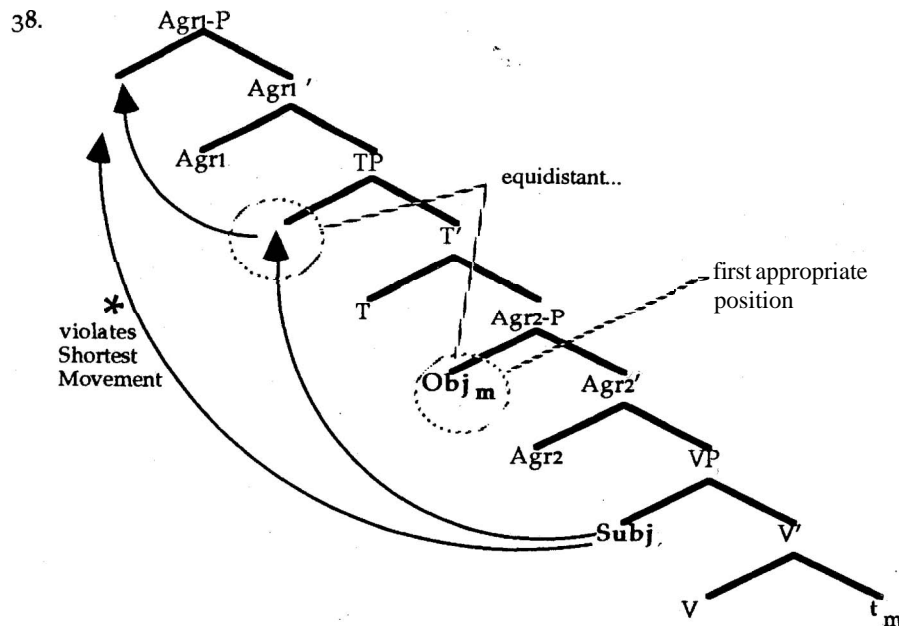 38.
Agr1-P
Agr1 '
Agr1
TP
equidistant...
T'
first appropriate
position
T
Agr2-P
*
violates
Shortest
Movement
Obj m
Agr2'
Agr2
VP
Subj
V'
V
t m